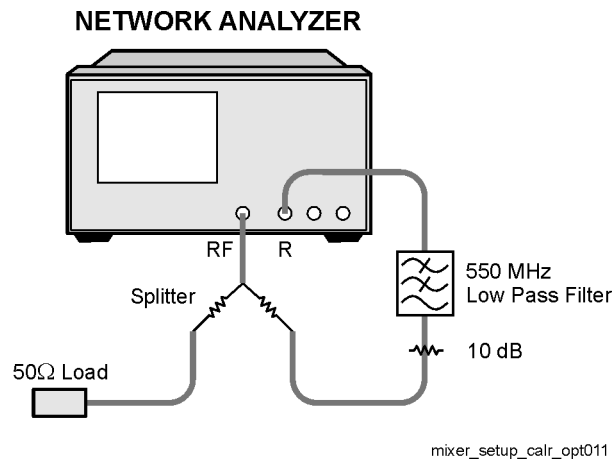 NETWORK ANALYZER
RF
R
Splitter
550 MHz
Low Pass Filter
10 dB
50Ω Load
mixer_setup_calr_opt011